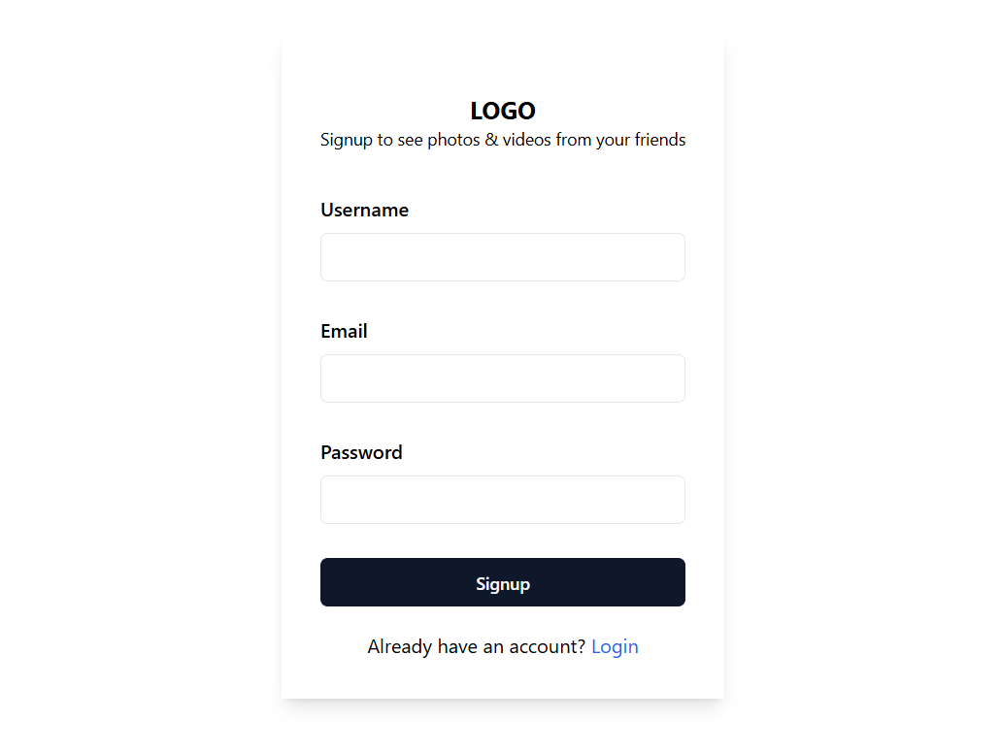 LOGO
Signup to see photos & videos from your friends
Username
Email
Password
Signup
Already have an account? Login